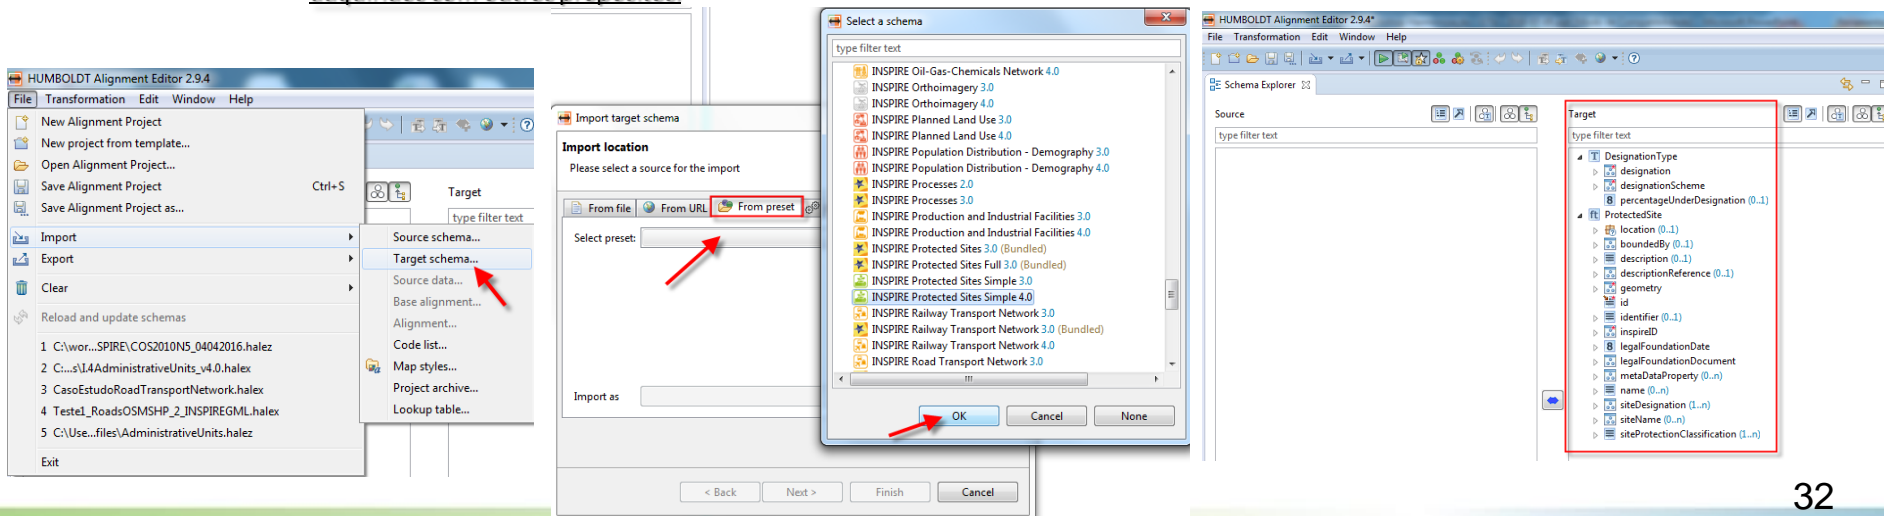 HUMBOLDT Alignment Editor 2.9.4
File Transformation Edit Window Help
New Alignment Project
New project from template...
Open Alignment Project...
Save Alignment Project Ctrl+S
Save Alignment Project as...
Import
Export
Clear
Reload and update schemas
1 C:\wor...SPIRE\COS2010N5_04042016.halez
2 C:...s\I.4AdministrativeUnits_v4.0.halex
3 CasoEstudoRoadTransportNetwork.halex
4 Teste1_RoadsOSMSHP_2_INSPIREGML.halex
5 C:\Use...files\AdministrativeUnits.halez
Exit
Target
type filter text
Source schema...
Target schema...
Source data...
Base alignment...
Alignment...
Code list...
Map styles...
Project archive...
Lookup table...
Import target schema
Import location
Please select a source for the import
From file From URL From preset
Select preset:
Import as
< Back Next > Finish Cancel
Select a schema
type filter text
INSPIRE Oil-Gas-Chemicals Network 4.0
INSPIRE Orthoimagery 3.0
INSPIRE Orthoimagery 4.0
INSPIRE Planned Land Use 3.0
INSPIRE Planned Land Use 4.0
INSPIRE Population Distribution - Demography 3.0
INSPIRE Population Distribution - Demography 4.0
INSPIRE Processes 2.0
INSPIRE Processes 3.0
INSPIRE Production and Industrial Facilities 3.0
INSPIRE Production and Industrial Facilities 4.0
INSPIRE Protected Sites 3.0 (Bundled)
INSPIRE Protected Sites Full 3.0 (Bundled)
INSPIRE Protected Sites Simple 3.0
INSPIRE Protected Sites Simple 4.0
INSPIRE Railway Transport Network 3.0
INSPIRE Railway Transport Network 3.0 (Bundled)
INSPIRE Railway Transport Network 4.0
INSPIRE Road Transport Network 3.0
OK Cancel None
HUMBOLDT Alignment Editor 2.9.4*
File Transformation Edit Window Help
Schema Explorer
Source
type filter text
Target
type filter text
DesignationType
designation
designationScheme
percentageUnderDesignation (0..1)
ProtectedSite
location (0..1)
boundedBy (0..1)
description (0..1)
descriptionReference (0..1)
geometry
id
identifier (0..1)
inspireID
legalFoundationDate
legalFoundationDocument
metaDataProperty (0..n)
name (0..n)
siteDesignation (1..n)
siteName (0..n)
siteProtectionClassification (1..n)
32